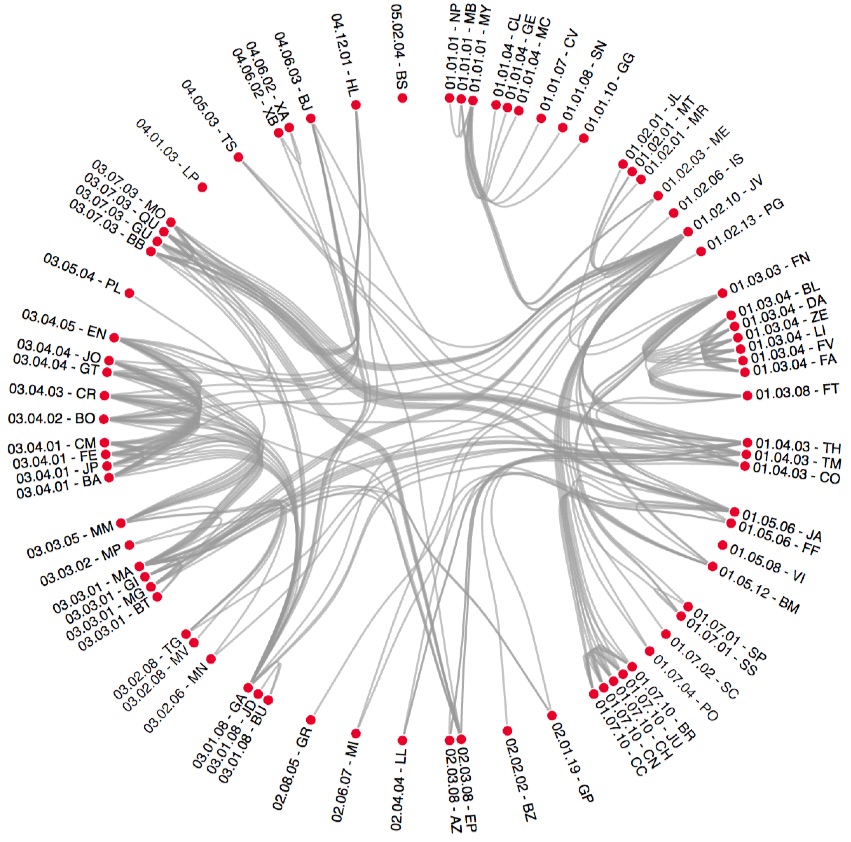 01.01.01 - NP
01.01.01 - MB
01.01.01 - MY
01.01.04 - CL
01.01.04 - GE
01.01.04 - MC
01.01.07 - CV
01.01.08 - SN
01.01.10 - GG
01.02.01 - JL
01.02.01 - MT
01.02.01 - MR
01.02.03 - ME
01.02.06 - IS
01.02.10 - JV
01.02.13 - PG
01.03.03 - FN
01.03.04 - BL
01.03.04 - DA
01.03.04 - ZE
01.03.04 - LI
01.03.04 - FV
01.03.04 - FA
01.03.08 - FT
01.04.03 - TH
01.04.03 - TM
01.04.03 - CO
01.05.06 - JA
01.05.06 - FF
01.05.08 - VI
01.05.12 - BM
01.07.01 - SP
01.07.01 - SS
01.07.02 - SC
01.07.04 - PO
01.07.10 - BR
01.07.10 - JU
01.07.10 - CH
01.07.10 - CN
01.07.10 - CC
02.01.19 - GP
02.02.02 - BZ
02.03.08 - EP
02.03.08 - AZ
02.04.04 - LL
02.06.07 - MI
02.08.05 - GR
03.01.08 - BU
03.01.08 - JD
03.01.08 - GA
03.02.06 - MN
03.02.08 - MV
03.02.08 - TG
03.03.01 - BT
03.03.01 - MG
03.03.01 - GI
03.03.01 - MA
03.03.02 - MP
03.03.05 - MM
03.04.01 - BA
03.04.01 - JP
03.04.01 - FE
03.04.01 - CM
03.04.02 - BO
03.04.03 - CR
03.04.04 - GT
03.04.04 - JO
03.04.05 - EN
03.05.04 - PL
03.07.03 - BB
03.07.03 - GU
03.07.03 - QU
03.07.03 - MO
04.01.03 - LP
04.05.03 - TS
04.06.02 - XB
04.06.02 - XA
04.06.03 - BJ
04.12.01 - HL
05.02.04 - BS